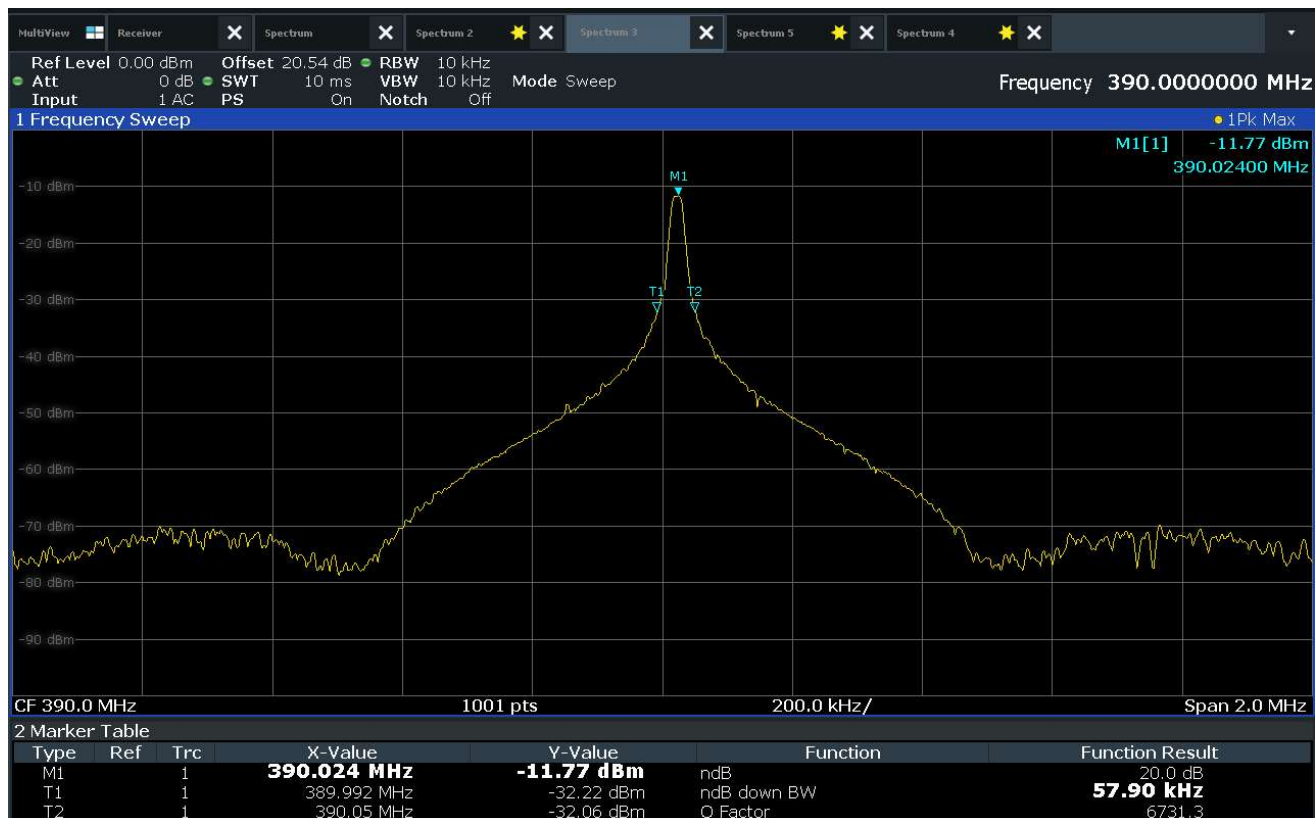 MultiView Receiver Spectrum Spectrum 2 Spectrum 3 Spectrum 5 Spectrum 4
Ref Level 0.00 dBm Offset 20.54 dB RBW 10 kHz
Att 0 dB SWT 10 ms VBW 10 kHz Mode Sweep Frequency 390.0000000 MHz
Input 1 AC PS On Notch Off
1 Frequency Sweep 1Pk Max
M1[1] -11.77 dBm
390.02400 MHz
M1
-10 dBm
-20 dBm
T1 T2
-30 dBm
-40 dBm
-50 dBm
-60 dBm
-70 dBm
-80 dBm
-90 dBm
CF 390.0 MHz 1001 pts 200.0 kHz/ Span 2.0 MHz
2 Marker Table
Type Ref Trc X-Value Y-Value Function Function Result
M1 1 390.024 MHz -11.77 dBm ndB 20.0 dB
T1 1 389.992 MHz -32.22 dBm ndB down BW 57.90 kHz
T2 1 390.05 MHz -32.06 dBm Q Factor 6731.3